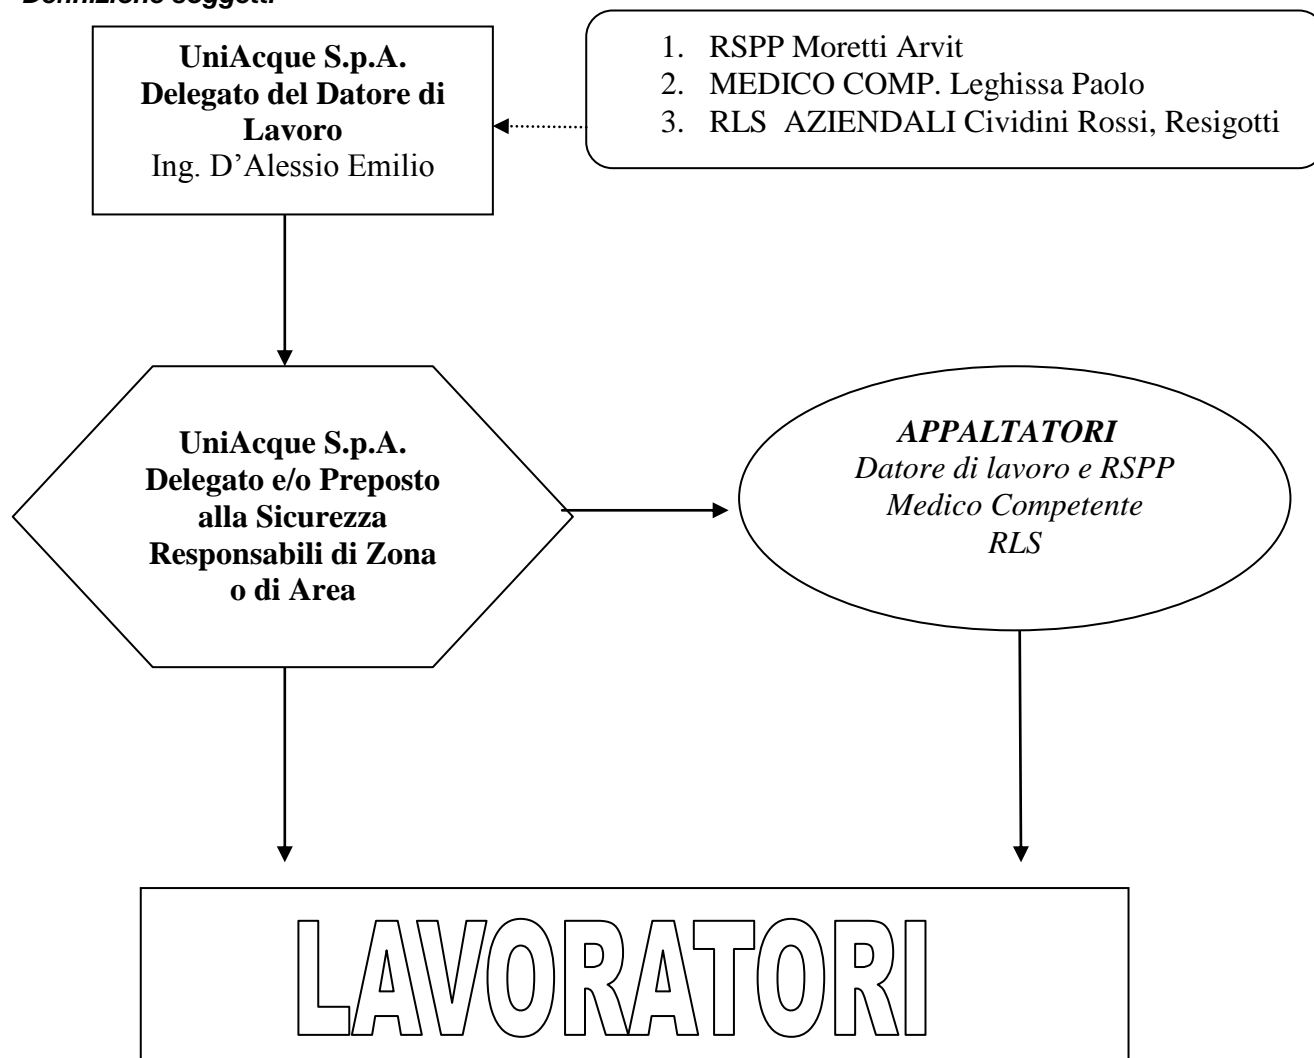 Definizione soggetti
UniAcque S.p.A.
Delegato del Datore di
Lavoro
Ing. D’Alessio Emilio
1. RSPP Moretti Arvit
2. MEDICO COMP. Leghissa Paolo
3. RLS AZIENDALI Cividini Rossi, Resigotti
UniAcque S.p.A.
Delegato e/o Preposto
alla Sicurezza
Responsabili di Zona
o di Area
APPALTATORI
Datore di lavoro e RSPP
Medico Competente
RLS
LAVORATORI